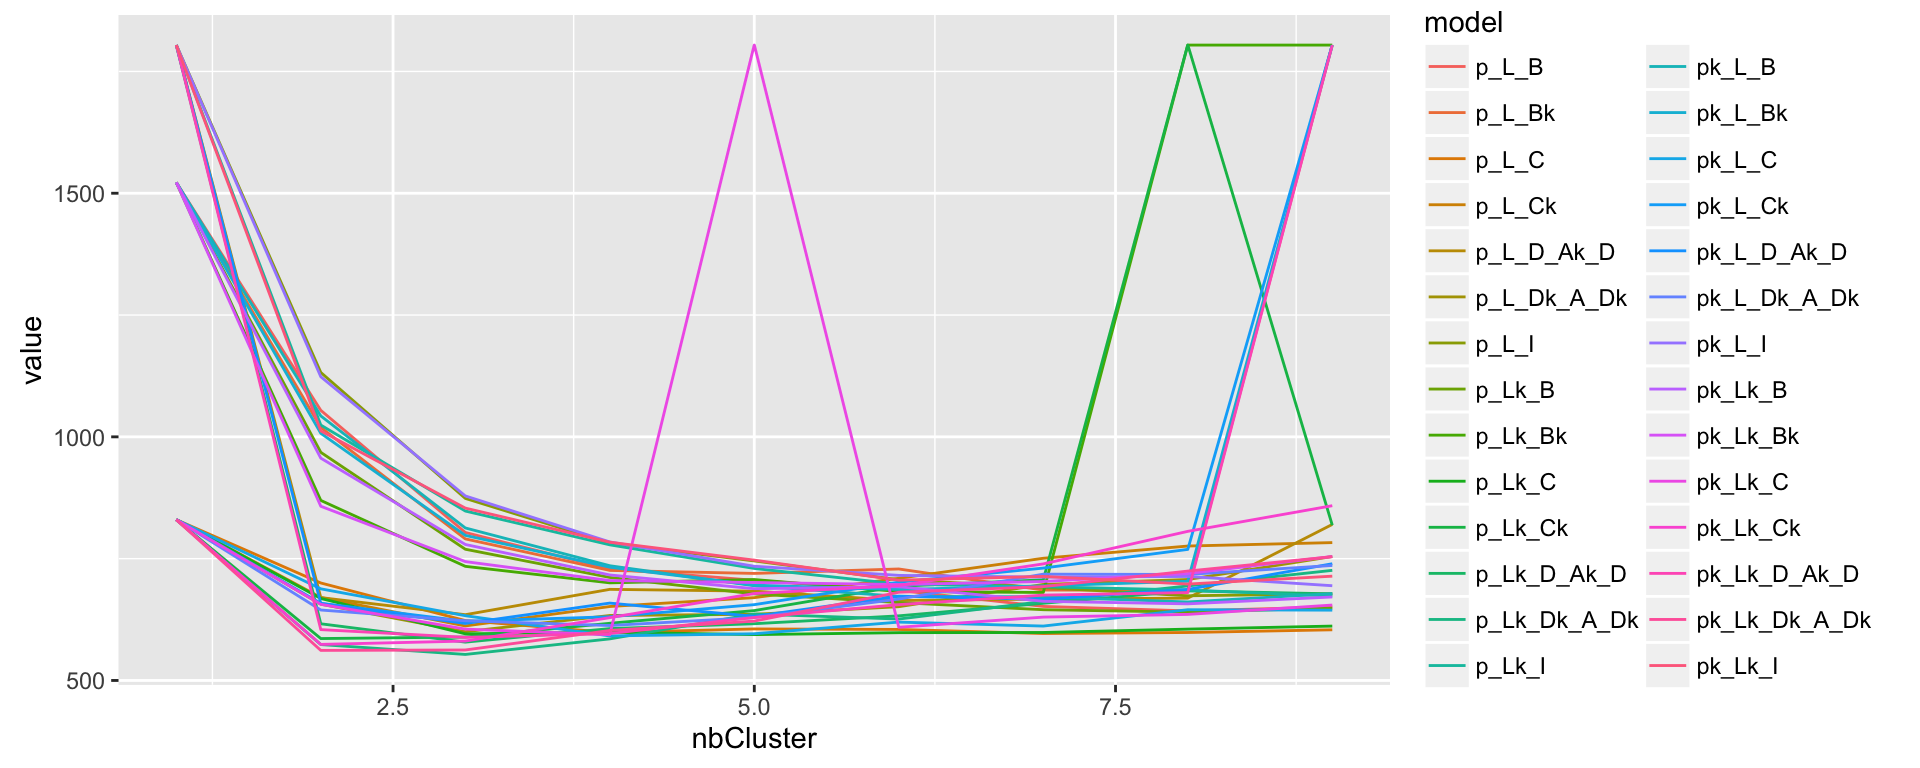 model
p_L_B
p_L_Bk
p_L_C
p_L_Ck
p_L_D_Ak_D
p_L_Dk_A_Dk
p_L_I
p_Lk_B
p_Lk_Bk
p_Lk_C
p_Lk_Ck
p_Lk_D_Ak_D
p_Lk_Dk_A_Dk
p_Lk_I
pk_L_B
pk_L_Bk
pk_L_C
pk_L_Ck
pk_L_D_Ak_D
pk_L_Dk_A_Dk
pk_L_I
pk_Lk_B
pk_Lk_Bk
pk_Lk_C
pk_Lk_Ck
pk_Lk_D_Ak_D
pk_Lk_Dk_A_Dk
pk_Lk_I
value
1500
1000
500
2.5 5.0 7.5
nbCluster